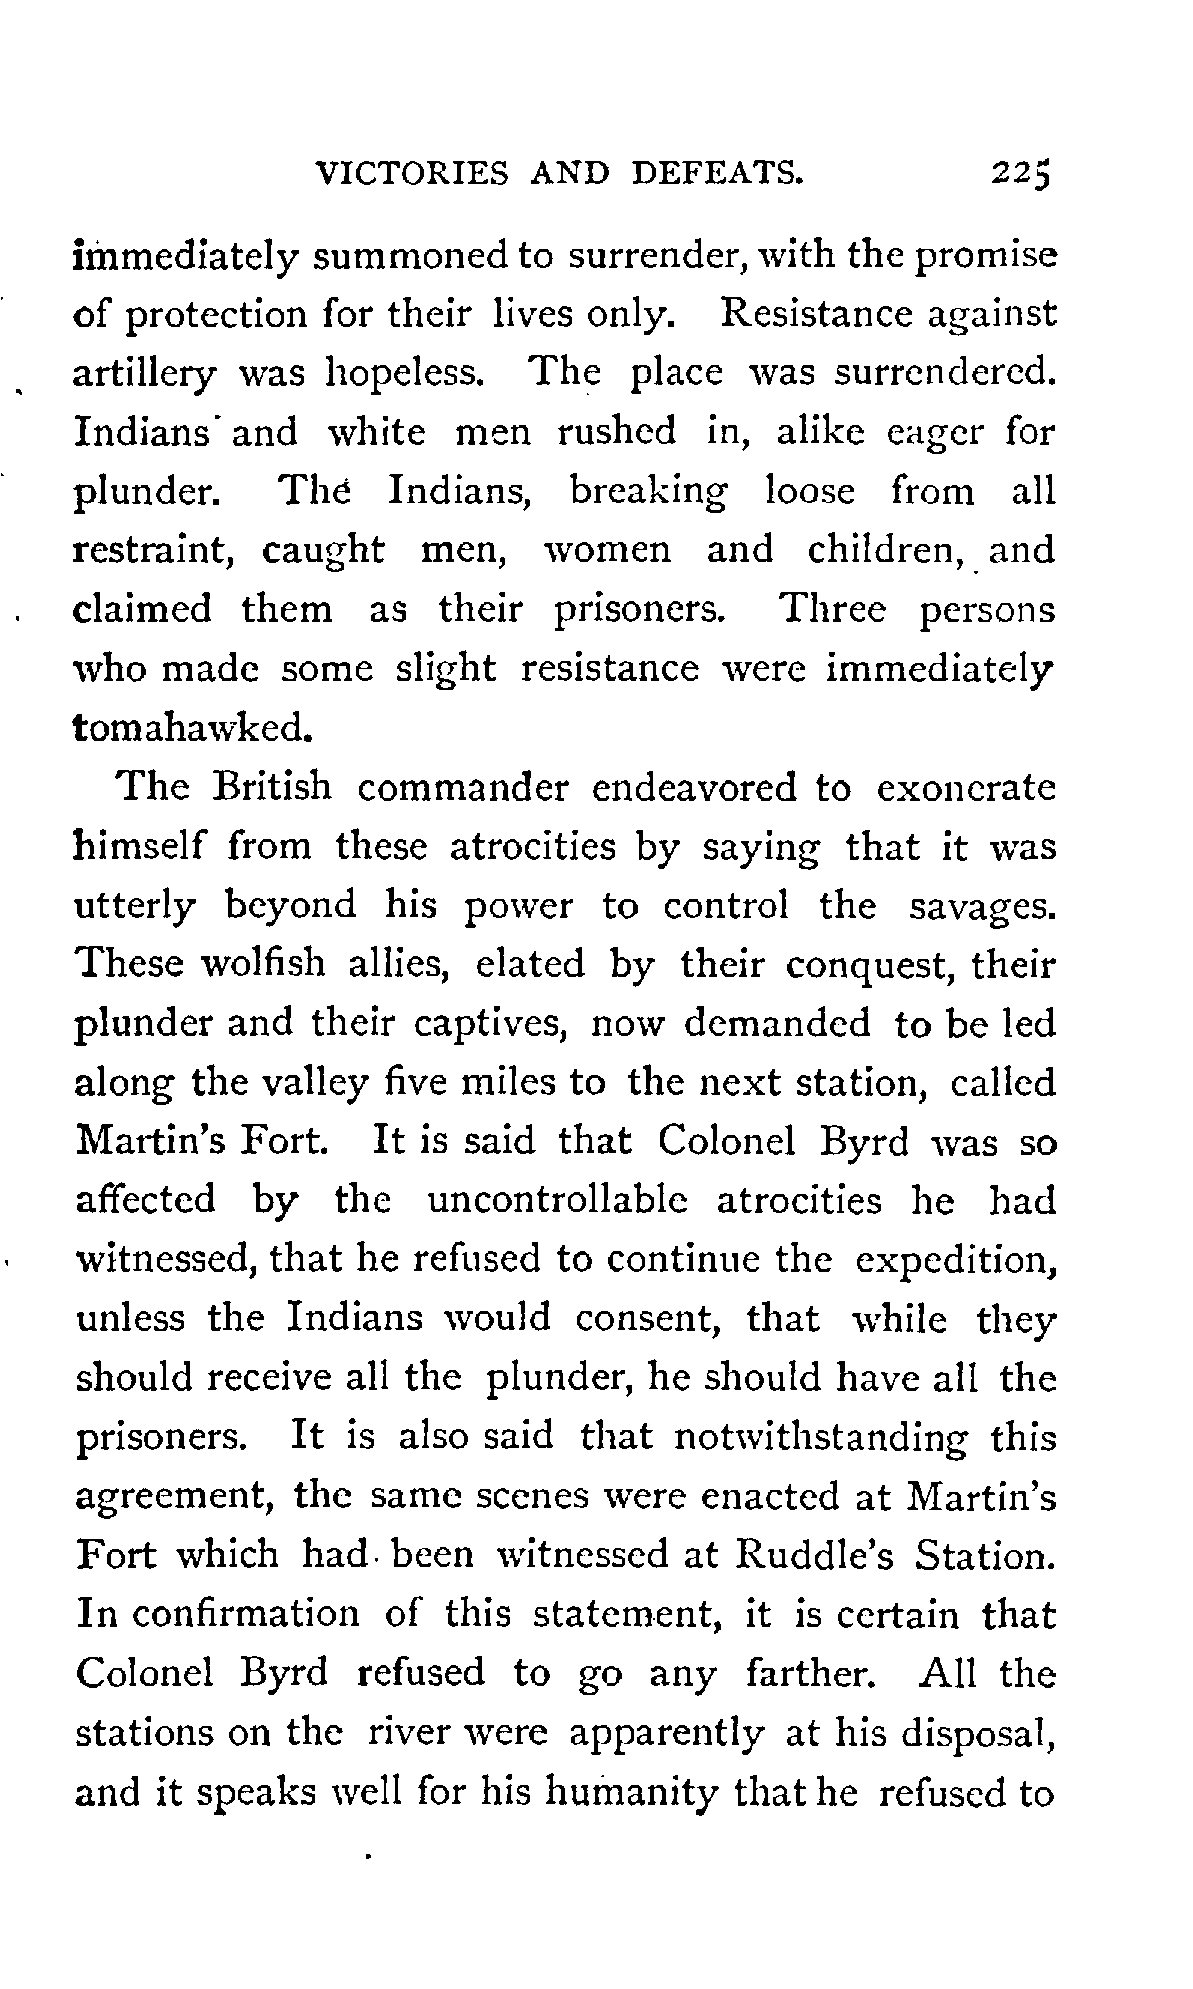 VICTORIES AND DEFEATS. 225
immediately summoned to surrender, with the promise
of protection for their lives only. Resistance against
artillery was hopeless. The place was surrendered.
Indians and white men rushed in, alike eager for
plunder. The Indians, breaking loose from all
restraint, caught men, women and children, and
claimed them as their prisoners. Three persons
who made some slight resistance were immediately
tomahawked.
The British commander endeavored to exonerate
himself from these atrocities by saying that it was
utterly beyond his power to control the savages.
These wolfish allies, elated by their conquest, their
plunder and their captives, now demanded to be led
along the valley five miles to the next station, called
Martin's Fort. It is said that Colonel Byrd was so
affected by the uncontrollable atrocities he had
witnessed, that he refused to continue the expedition,
unless the Indians would consent, that while they
should receive all the plunder, he should have all the
prisoners. It is also said that notwithstanding this
agreement, the same scenes were enacted at Martin's
Fort which had been witnessed at Ruddle's Station.
In confirmation of this statement, it is certain that
Colonel Byrd refused to go any farther. All the
stations on the river were apparently at his disposal,
and it speaks well for his humanity that he refused to